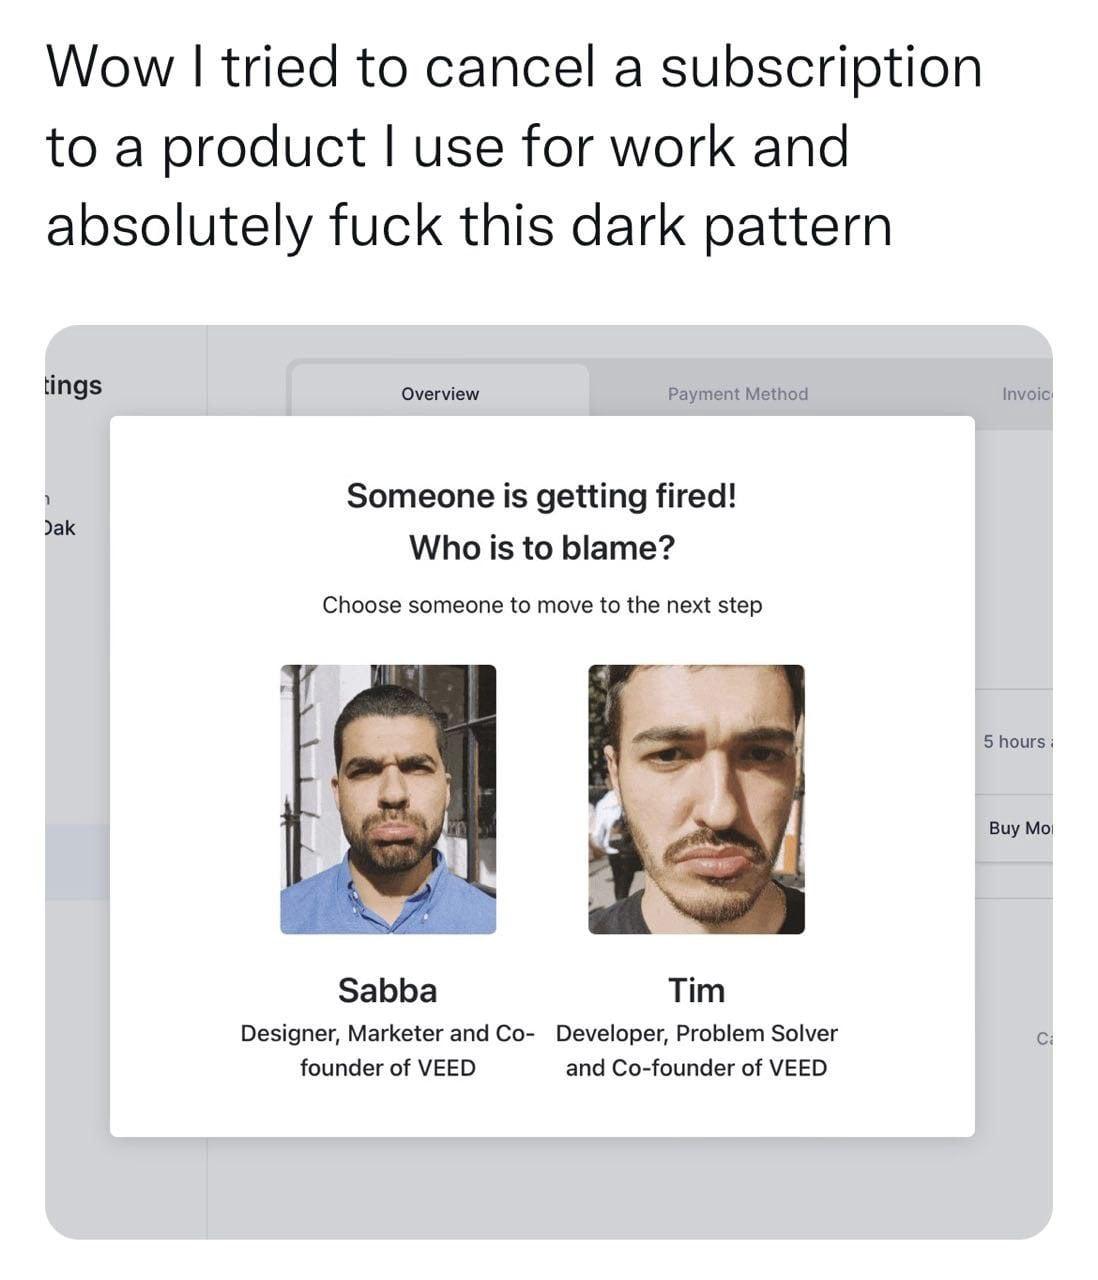 Wow I tried to cancel a subscription
to a product I use for work and
absolutely fuck this dark pattern
tings
Overview
Payment Method
Invoic
Dak
Someone is getting fired!
Who is to blame?
Choose someone to move to the next step
5 hours
Buy Mo
Sabba
Tim
Designer, Marketer and Co-
founder of VEED
Developer, Problem Solver
and Co-founder of VEED